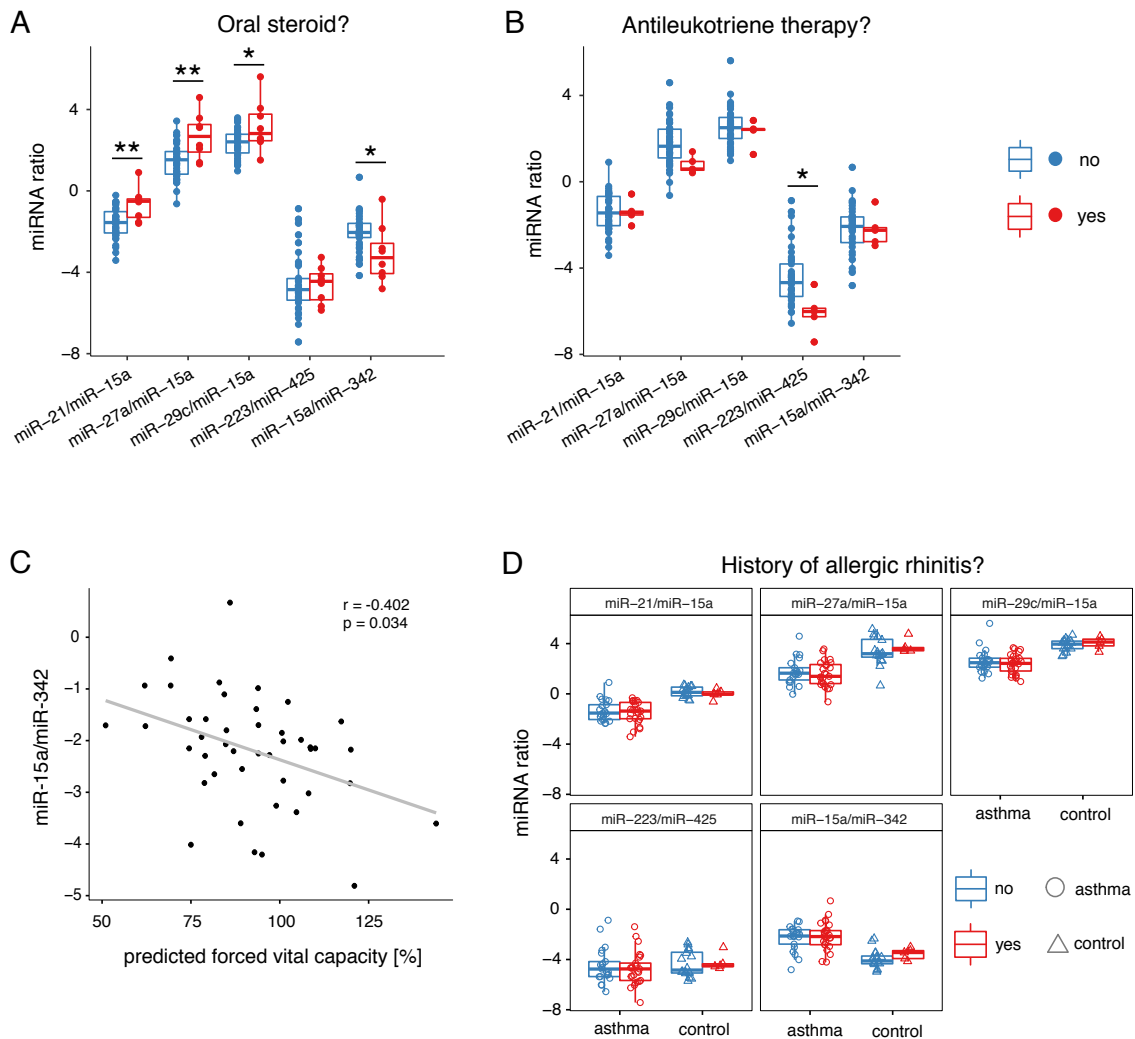 A
Oral steroid?
miRNA ratio
4
0
−4
−8
**
**
*
*
miR−21/miR−15a
miR−27a/miR−15a
miR−29c/miR−15a
miR−223/miR−425
miR−15a/miR−342
B
Antileukotriene therapy?
miRNA ratio
4
0
−4
−8
*
miR−21/miR−15a
miR−27a/miR−15a
miR−29c/miR−15a
miR−223/miR−425
miR−15a/miR−342
no
yes
C
r = -0.402
p = 0.034
miR−15a/miR−342
0
−1
−2
−3
−4
−5
50
75
100
125
predicted forced vital capacity [%]
D
History of allergic rhinitis?
miRNA ratio
miR−21/miR−15a
miR−27a/miR−15a
miR−29c/miR−15a
4
0
−4
−8
asthma
control
miR−223/miR−425
miR−15a/miR−342
4
0
−4
−8
asthma
control
asthma
control
no
asthma
yes
control